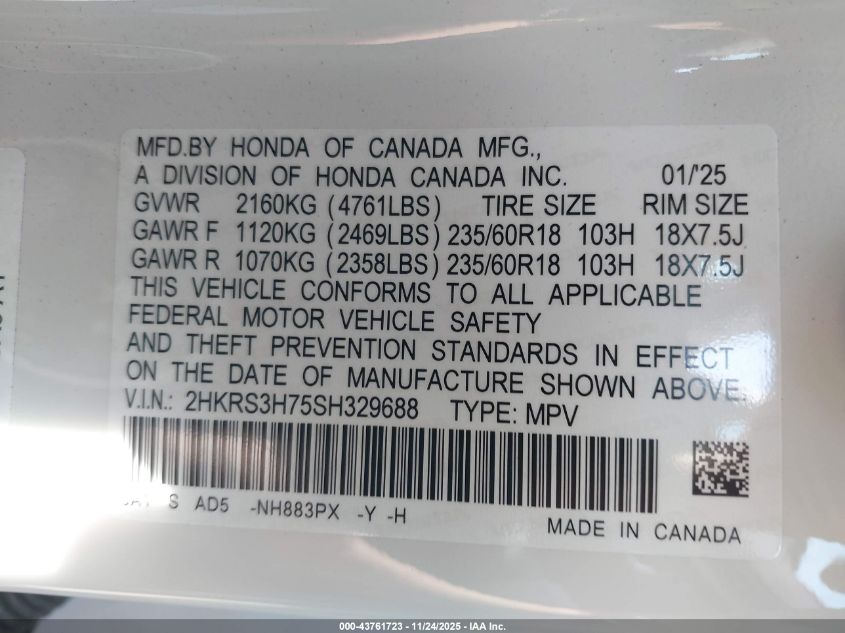 MFD.BY HONDA OF CANADA MFG.,
A DIVISION OF HONDA CANADA INC. 01/'25
GVWR 2160KG (4761LBS) TIRE SIZE RIM SIZE
GAWR F 1120KG (2469LBS) 235/60R18 103H 18X7.5J
GAWR R 1070KG (2358LBS) 235/60R18 103H 18X7.5J
THIS VEHICLE CONFORMS TO ALL APPLICABLE
FEDERAL MOTOR VEHICLE SAFETY
AND THEFT PREVENTION STANDARDS IN EFFECT
ON THE DATE OF MANUFACTURE SHOWN ABOVE.
V.I.N.: 2HKRS3H75SH329688 TYPE: MPV
S AD5 -NH883PX -Y -H
MADE IN CANADA
000-43761723 - 11/24/2025 - IAA Inc.